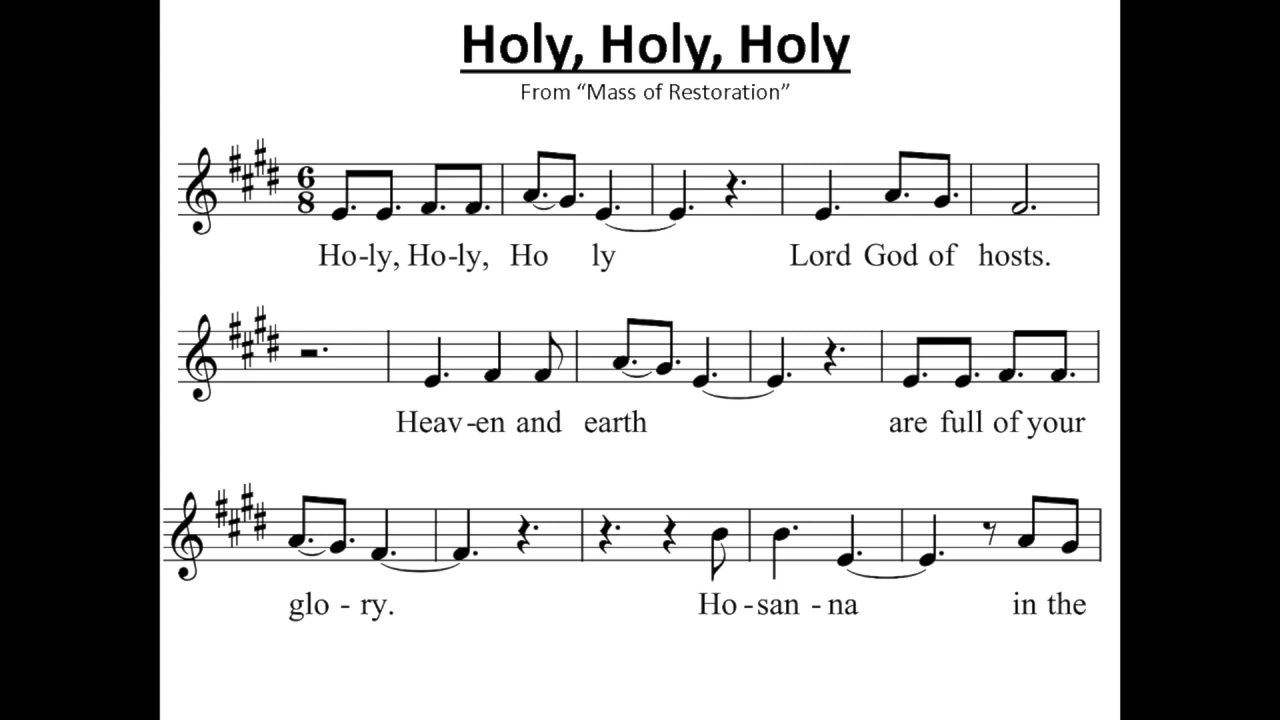 Holy, Holy, Holy
From “Mass of Restoration”
6
8
Ho-ly, Ho-ly, Ho ly Lord God of hosts.
Heav-en and earth are full of your
glo - ry. Ho-san - na in the